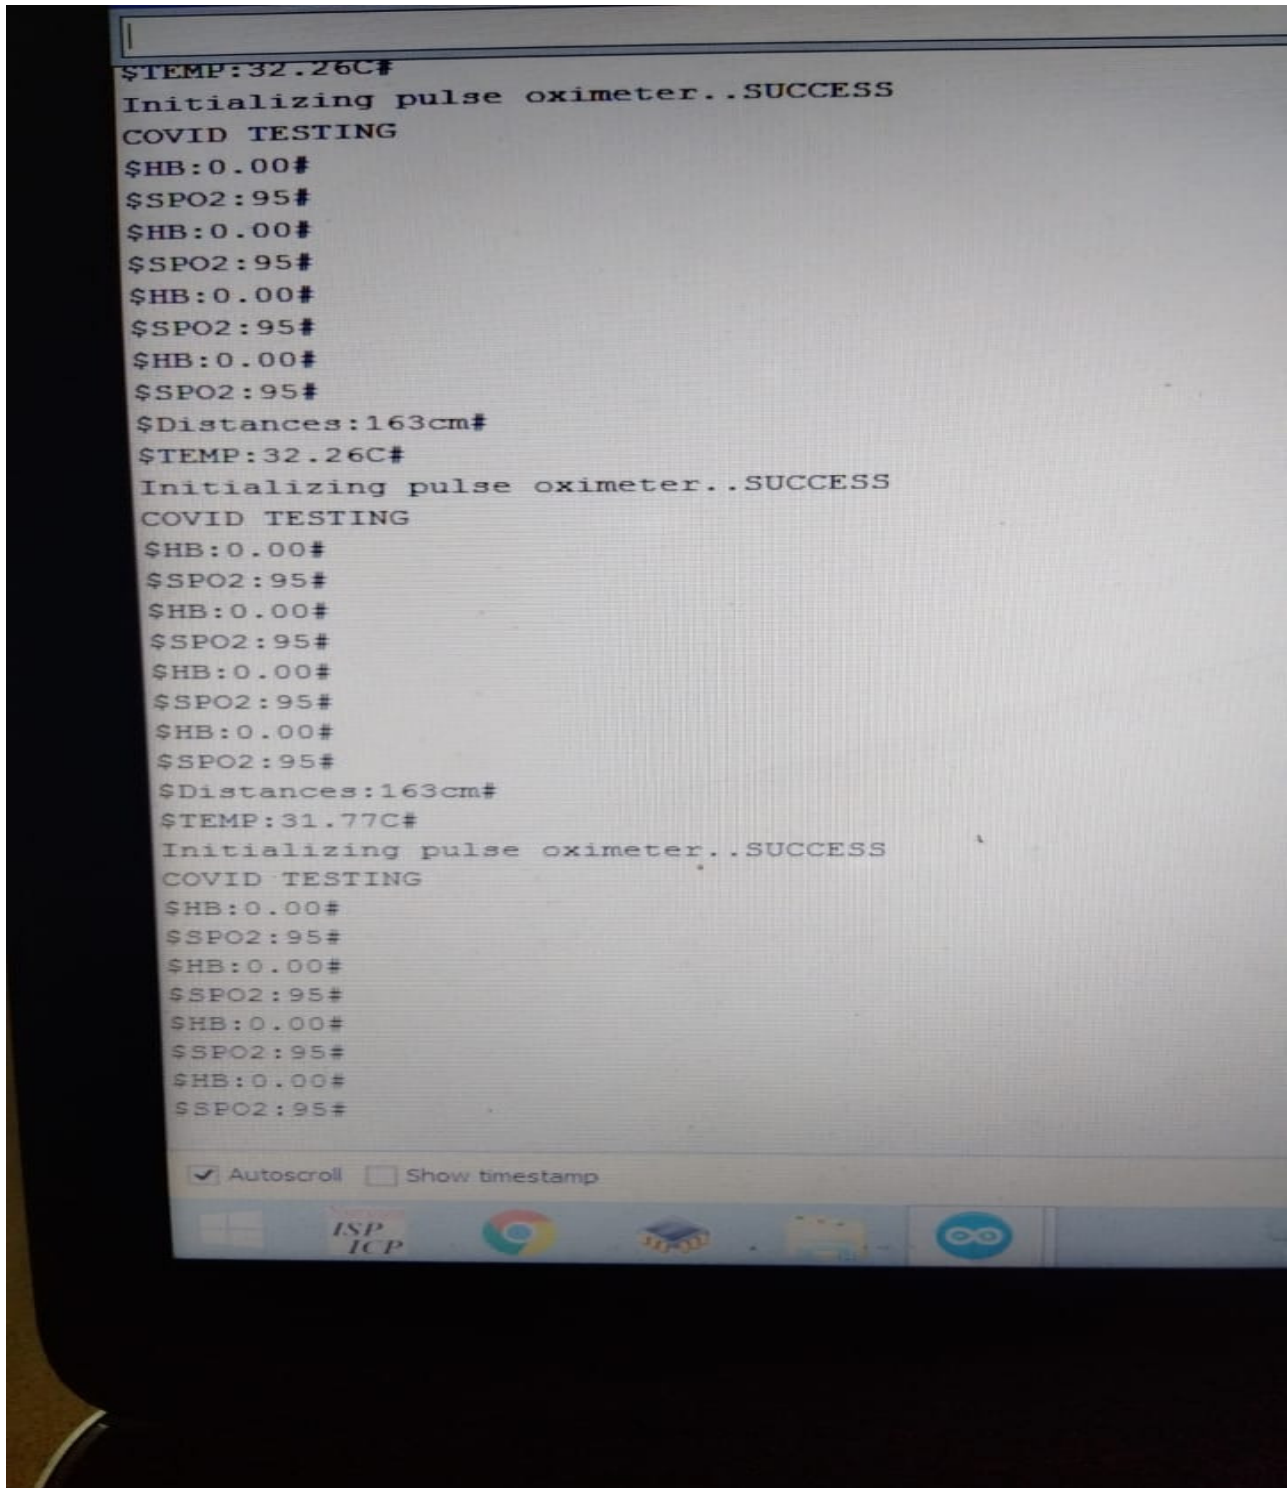 $TEMP:32.26C#
Initializing pulse oximeter..SUCCESS
COVID TESTING
$HB:0.00#
$SPO2:95#
$HB:0.00#
$SPO2:95#
$HB:0.00#
$SPO2:95#
$HB:0.00#
$SPO2:95#
$Distances:163cm#
$TEMP:32.26C#
Initializing pulse oximeter..SUCCESS
COVID TESTING
$HB:0.00#
$SPO2:95#
$HB:0.00#
$SPO2:95#
$HB:0.00#
$SPO2:95#
$HB:0.00#
$SPO2:95#
$Distances:163cm#
$TEMP:31.77C#
Initializing pulse oximeter..SUCCESS
COVID TESTING
$HB:0.00#
$SPO2:95#
$HB:0.00#
$SPO2:95#
$HB:0.00#
$SPO2:95#
$HB:0.00#
$SPO2:95#
Autoscroll Show timestamp
ISP
ICP